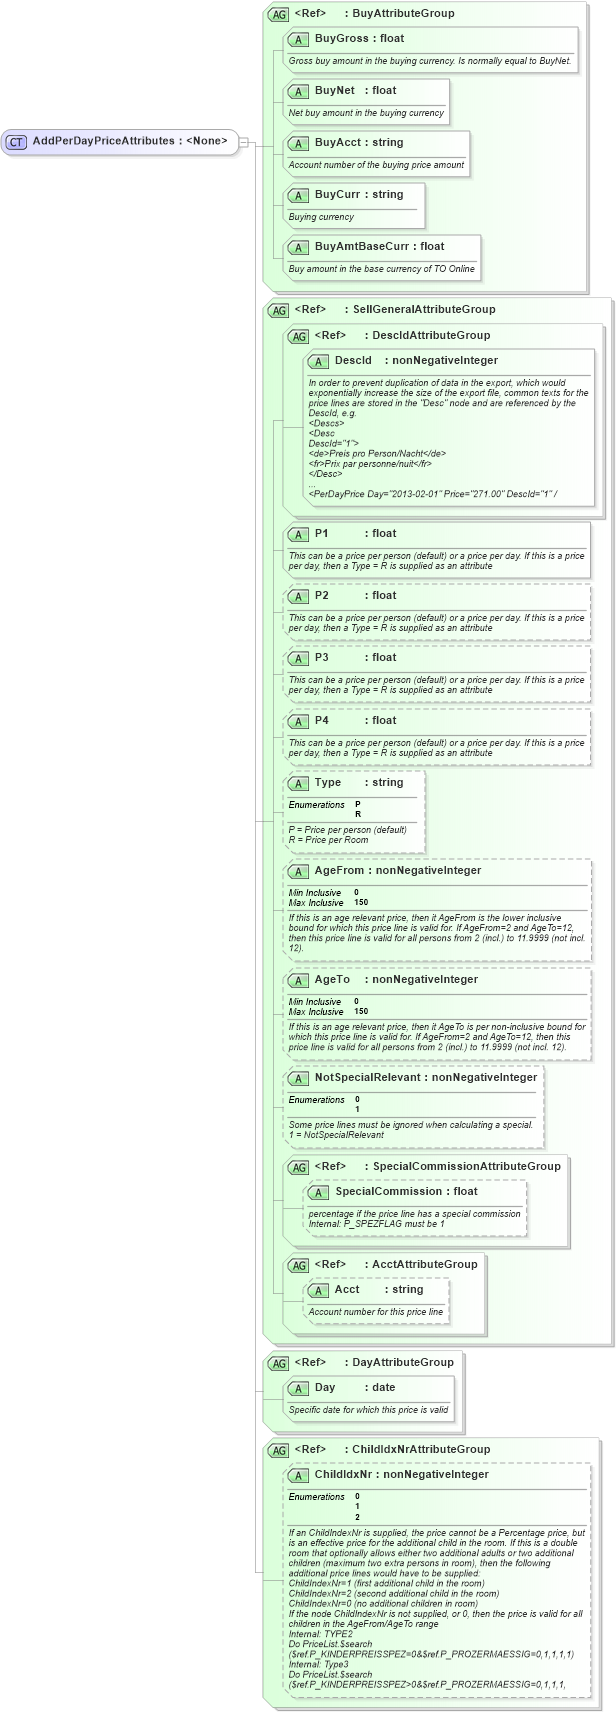 AG <Ref> : BuyAttributeGroup
A BuyGross : float
Gross buy amount in the buying currency. Is normally equal to BuyNet.
A BuyNet : float
Net buy amount in the buying currency
CT AddPerDayPriceAttributes : <None>
A BuyAcct : string
Account number of the buying price amount
A BuyCurr : string
Buying currency
A BuyAmtBaseCurr : float
Buy amount in the base currency of TO Online
AG <Ref> : SellGeneralAttributeGroup
AG <Ref> : DescIdAttributeGroup
A DescId : nonNegativeInteger
In order to prevent duplication of data in the export, which would
exponentially increase the size of the export file, common texts for the
price lines are stored in the "Desc" node and are referenced by the
DescId, e.g.
<Descs>
<Desc
DescId="1">
<de>Preis pro Person/Nacht</de>
<fr>Prix par personne/nuit</fr>
</Desc>
...
<PerDayPrice Day="2013-02-01" Price="271.00" DescId="1" /
A P1 : float
This can be a price per person (default) or a price per day. If this is a price
per day, then a Type = R is supplied as an attribute
A P2 : float
This can be a price per person (default) or a price per day. If this is a price
per day, then a Type = R is supplied as an attribute
A P3 : float
This can be a price per person (default) or a price per day. If this is a price
per day, then a Type = R is supplied as an attribute
A P4 : float
This can be a price per person (default) or a price per day. If this is a price
per day, then a Type = R is supplied as an attribute
A Type : string
Enumerations P
R
P = Price per person (default)
R = Price per Room
A AgeFrom : nonNegativeInteger
Min Inclusive 0
Max Inclusive 150
If this is an age relevant price, then it AgeFrom is the lower inclusive
bound for which this price line is valid for. If AgeFrom=2 and AgeTo=12,
then this price line is valid for all persons from 2 (incl.) to 11.9999 (not incl.
12).
A AgeTo : nonNegativeInteger
Min Inclusive 0
Max Inclusive 150
If this is an age relevant price, then it AgeTo is per non-inclusive bound for
which this price line is valid for. If AgeFrom=2 and AgeTo=12, then this
price line is valid for all persons from 2 (incl.) to 11.9999 (not incl. 12).
A NotSpecialRelevant : nonNegativeInteger
Enumerations 0
1
Some price lines must be ignored when calculating a special.
1 = NotSpecialRelevant
AG <Ref> : SpecialCommissionAttributeGroup
A SpecialCommission : float
percentage if the price line has a special commission
Internal: P_SPEZFLAG must be 1
AG <Ref> : AcctAttributeGroup
A Acct : string
Account number for this price line
AG <Ref> : DayAttributeGroup
A Day : date
Specific date for which this price is valid
AG <Ref> : ChildIdxNrAttributeGroup
A ChildIdxNr : nonNegativeInteger
Enumerations 0
1
2
If an ChildIndexNr is supplied, the price cannot be a Percentage price, but
is an effective price for the additional child in the room. If this is a double
room that optionally allows either two additional adults or two additional
children (maximum two extra persons in room), then the following
additional price lines would have to be supplied:
ChildIndexNr=1 (first additional child in the room)
ChildIndexNr=2 (second additional child in the room)
ChildIndexNr=0 (no additional children in room)
If the node ChildIndexNr is not supplied, or 0, then the price is valid for all
children in the AgeFrom/AgeTo range
Internal: TYPE2
Do PriceList.$search
($ref.P_KINDERPREISSPEZ=0&$ref.P_PROZERMAESSIG=0,1,1,1,1)
Internal: Type3
Do PriceList.$search
($ref.P_KINDERPREISSPEZ>0&$ref.P_PROZERMAESSIG=0,1,1,1,